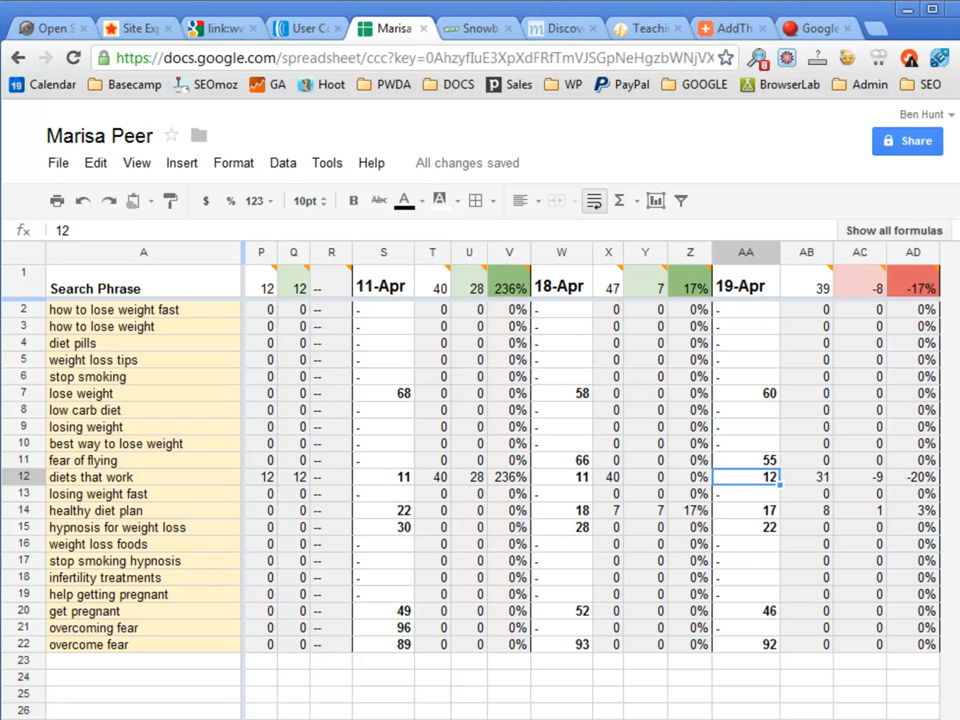 Open S Site Exp linkcwv User Co Marisa Snowb Discov Teachin AddTh Google
https://docs.google.com/spreadsheet/ccc?key=0AhzyfIuE3XpXdFRfTmVJSGpNeHgzbWNjVX
19 Calendar Basecamp SEOmoz GA Hoot PWDA DOCS Sales WP PayPal GOOGLE BrowserLab Admin SEO
Ben Hunt
Marisa Peer
Share
File Edit View Insert Format Data Tools Help All changes saved
$ % 123 10pt B Abc A A Σ
fx 12 Show all formulas
A P Q R S T U V W X Y Z AA AB AC AD
1 Search Phrase 12 12 -- 11-Apr 40 28 236% 18-Apr 47 7 17% 19-Apr 39 -8 -17%
2 how to lose weight fast 0 0 -- - 0 0 0% - 0 0 0% - 0 0 0%
3 how to lose weight 0 0 -- - 0 0 0% - 0 0 0% - 0 0 0%
4 diet pills 0 0 -- - 0 0 0% - 0 0 0% - 0 0 0%
5 weight loss tips 0 0 -- - 0 0 0% - 0 0 0% - 0 0 0%
6 stop smoking 0 0 -- - 0 0 0% - 0 0 0% - 0 0 0%
7 lose weight 0 0 -- 68 0 0 0% 58 0 0 0% 60 0 0 0%
8 low carb diet 0 0 -- - 0 0 0% - 0 0 0% - 0 0 0%
9 losing weight 0 0 -- - 0 0 0% - 0 0 0% - 0 0 0%
10 best way to lose weight 0 0 -- - 0 0 0% - 0 0 0% - 0 0 0%
11 fear of flying 0 0 -- - 0 0 0% 66 0 0 0% 55 0 0 0%
12 diets that work 12 12 -- 11 40 28 236% 11 40 0 0% 12 31 -9 -20%
13 losing weight fast 0 0 -- - 0 0 0% - 0 0 0% - 0 0 0%
14 healthy diet plan 0 0 -- 22 0 0 0% 18 7 7 17% 17 8 1 3%
15 hypnosis for weight loss 0 0 -- 30 0 0 0% 28 0 0 0% 22 0 0 0%
16 weight loss foods 0 0 -- - 0 0 0% - 0 0 0% - 0 0 0%
17 stop smoking hypnosis 0 0 -- - 0 0 0% - 0 0 0% - 0 0 0%
18 infertility treatments 0 0 -- - 0 0 0% - 0 0 0% - 0 0 0%
19 help getting pregnant 0 0 -- - 0 0 0% - 0 0 0% - 0 0 0%
20 get pregnant 0 0 -- 49 0 0 0% 52 0 0 0% 46 0 0 0%
21 overcoming fear 0 0 -- 96 0 0 0% - 0 0 0% - 0 0 0%
22 overcome fear 0 0 -- 89 0 0 0% 93 0 0 0% 92 0 0 0%
23
24
25
26